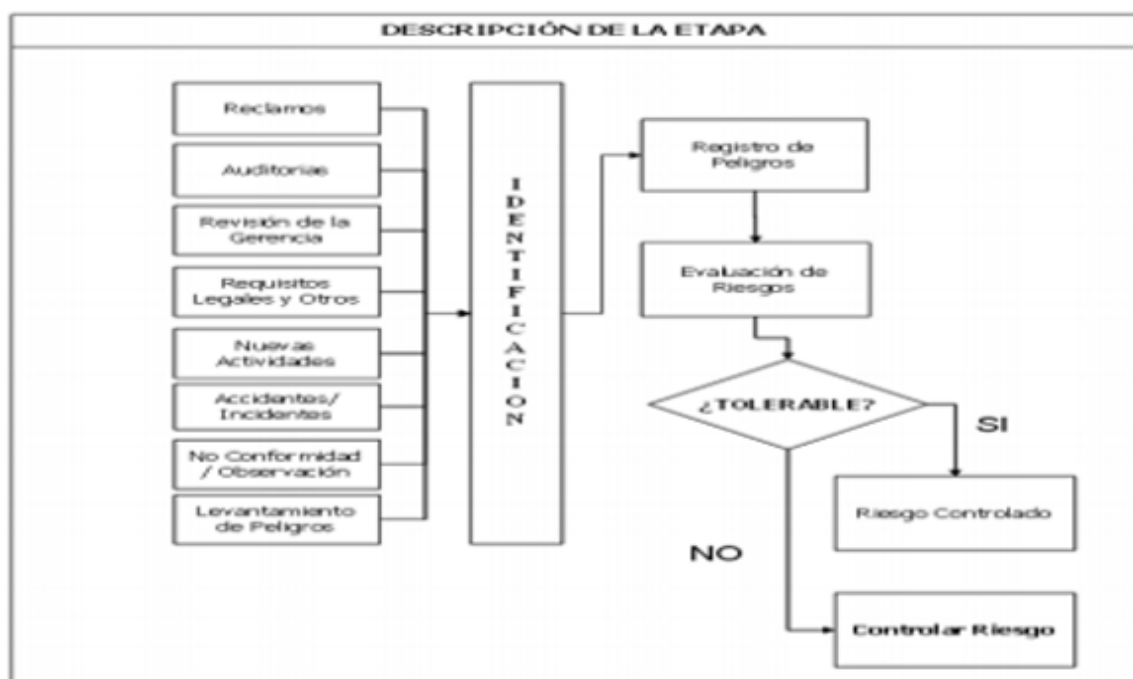 DESCRIPCIÓN DE LA ETAPA
Reclamos
Auditorias
Revisión de la
Gerencia
Requisitos
Legales y Otros
Nuevas
Actividades
Accidentes/
Incidentes
No Conformidad
/ Observación
Levantamiento
de Peligros
IDENTIFICACION
Registro de
Peligros
Evaluación de
Riesgos
¿TOLERABLE?
SI
Riesgo Controlado
NO
Controlar Riesgo